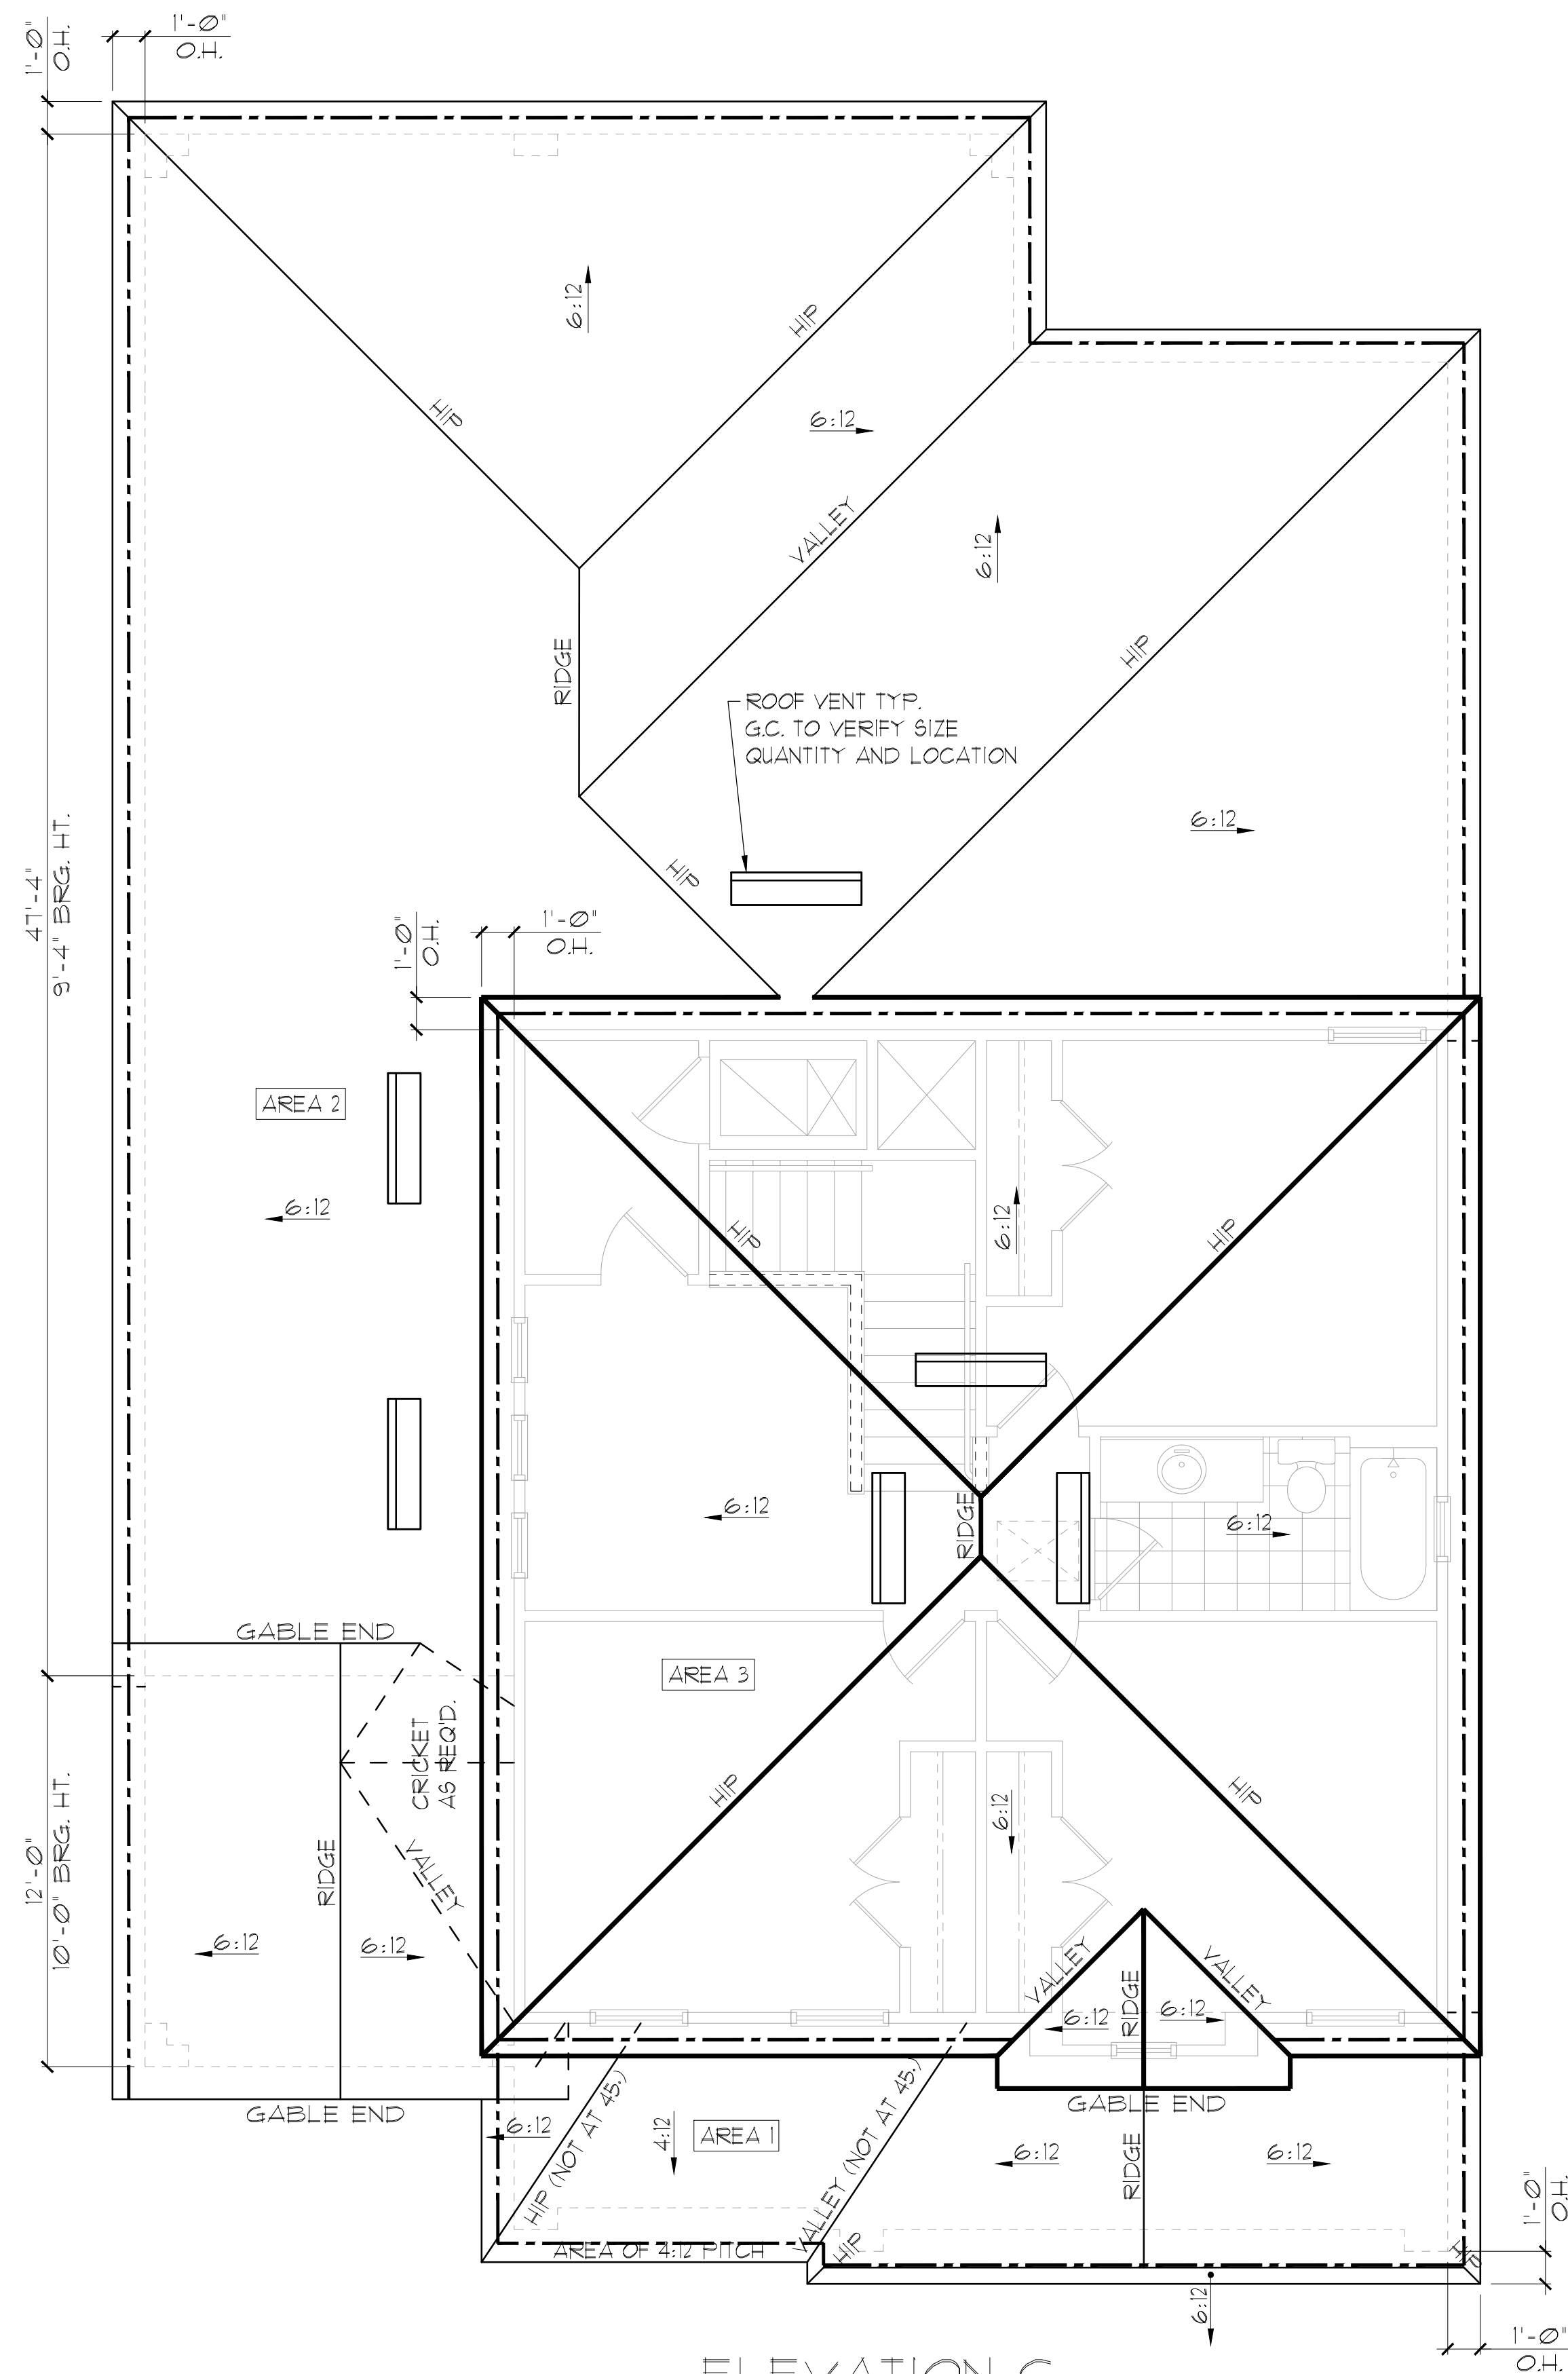 1'-0"
O.H.
1'-0"
O.H.
6:12
HIP
HIP
6:12
VALLEY
6:12
HIP
RIDGE
ROOF VENT TYP.
G.C. TO VERIFY SIZE
QUANTITY AND LOCATION
6:12
HIP
47'-4"
9'-4" BRG. HT.
1'-0"
O.H.
1'-0"
O.H.
AREA 2
6:12
HIP
6:12
HIP
6:12
RIDGE
6:12
GABLE END
AREA 3
CRICKET
AS REQ'D.
HIP
HIP
6:12
12'-0"
10'-0" BRG. HT.
RIDGE
VALLEY
6:12
6:12
VALLEY
RIDGE
VALLEY
6:12
6:12
GABLE END
GABLE END
6:12
HIP (NOT AT 45.)
4:12
AREA 1
VALLEY (NOT AT 45.)
6:12
RIDGE
6:12
AREA OF 4:12 PITCH
HIP
HIP
1'-0"
O.H.
6:12
1'-0"
O.H.
ELEVATION C